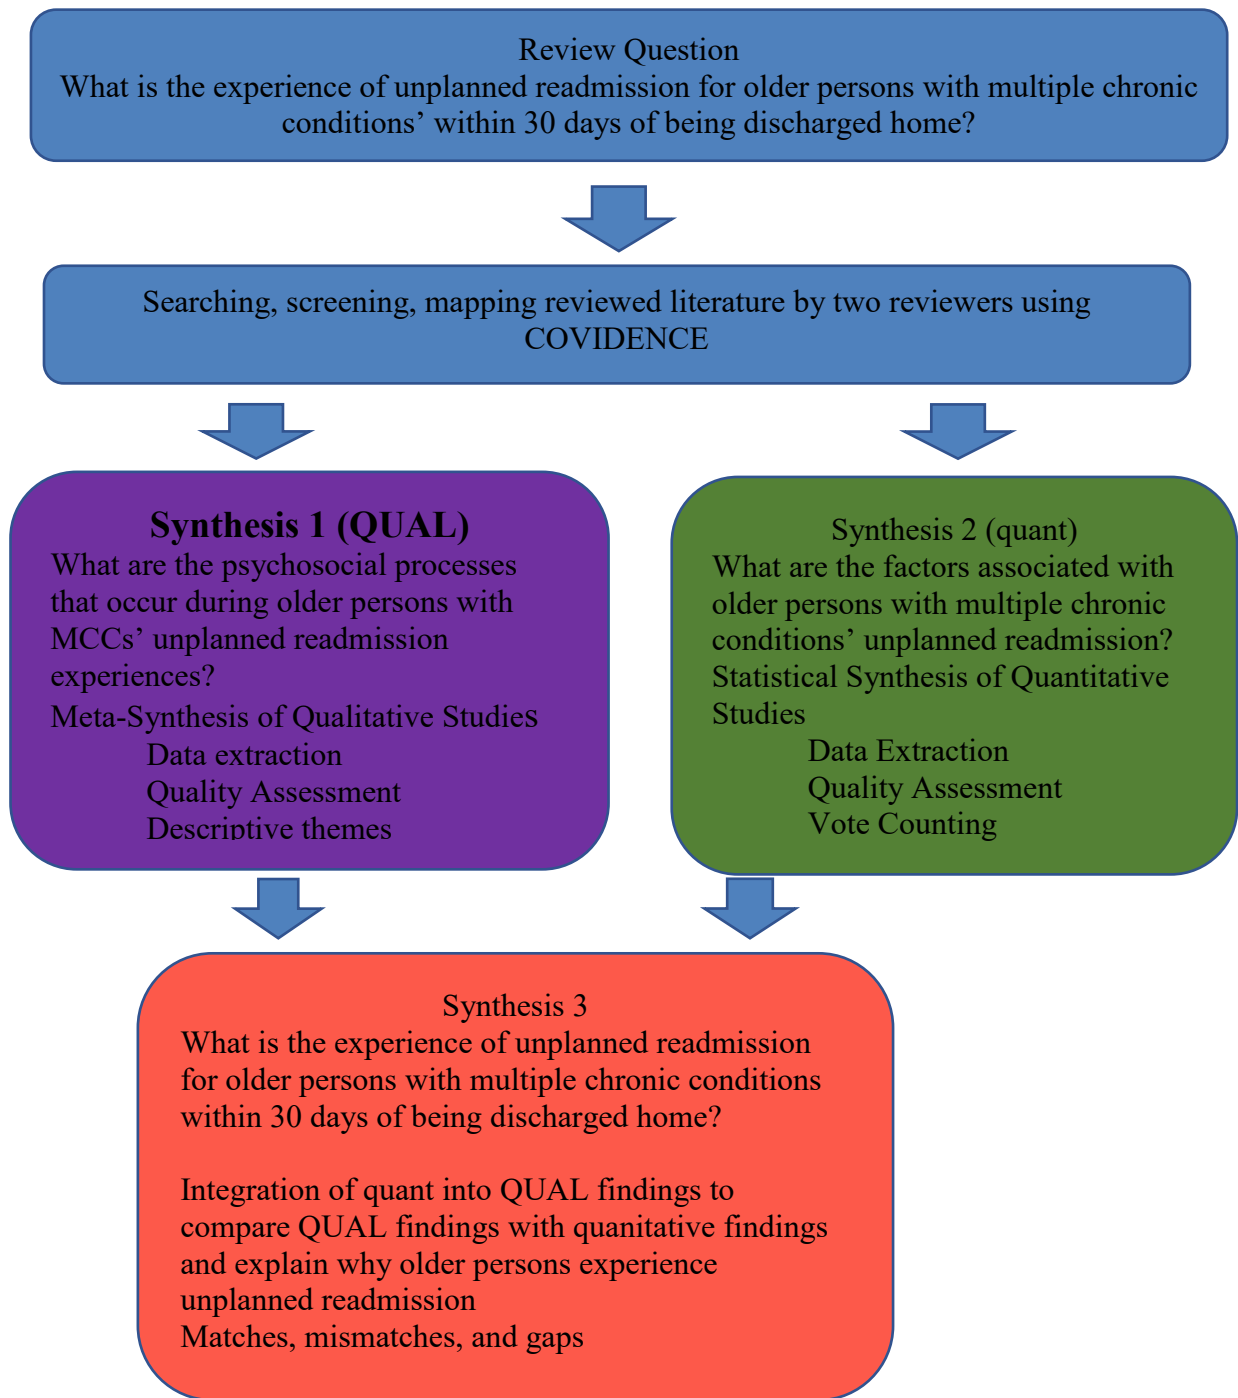 Review Question
What is the experience of unplanned readmission for older persons with multiple chronic
conditions’ within 30 days of being discharged home?
Searching, screening, mapping reviewed literature by two reviewers using
COVIDENCE
Synthesis 1 (QUAL)
What are the psychosocial processes
that occur during older persons with
MCCs’ unplanned readmission
experiences?
Meta-Synthesis of Qualitative Studies
Data extraction
Quality Assessment
Descriptive themes
Synthesis 2 (quant)
What are the factors associated with
older persons with multiple chronic
conditions’ unplanned readmission?
Statistical Synthesis of Quantitative
Studies
Data Extraction
Quality Assessment
Vote Counting
Synthesis 3
What is the experience of unplanned readmission
for older persons with multiple chronic conditions
within 30 days of being discharged home?
Integration of quant into QUAL findings to
compare QUAL findings with quanitative findings
and explain why older persons experience
unplanned readmission
Matches, mismatches, and gaps